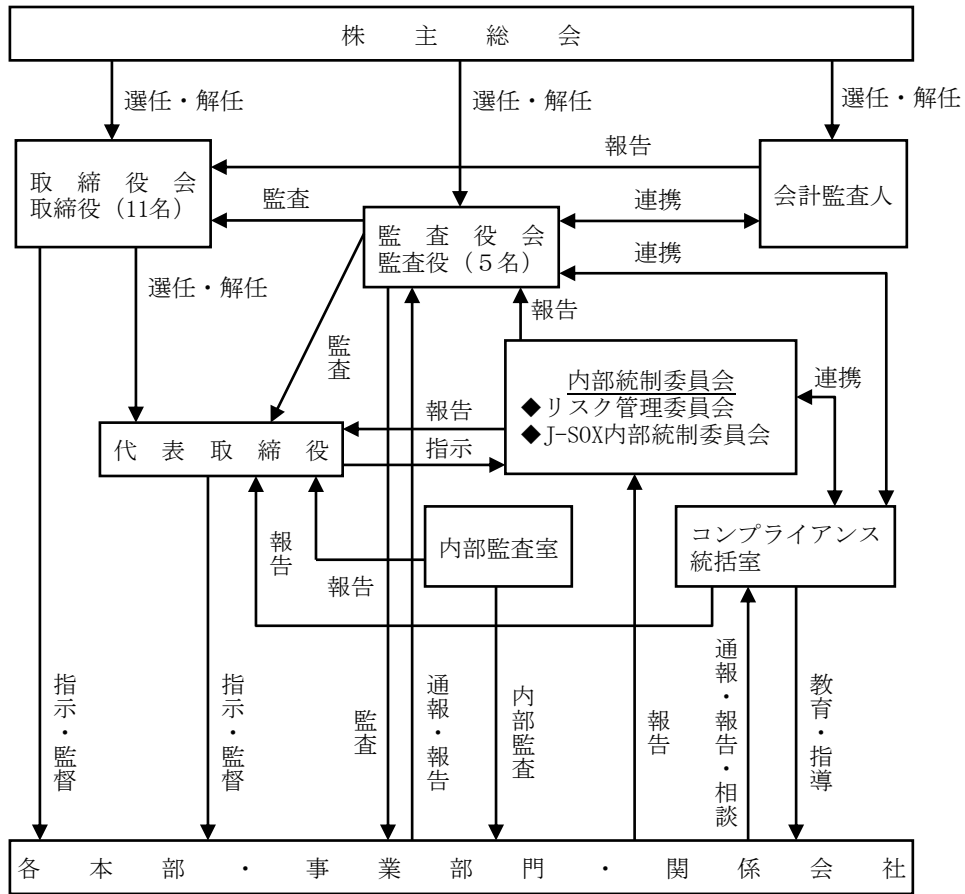 株主総会
選任・解任
選任・解任
選任・解任
報告
取締役会
取締役（11名）
会計監査人
監査
連携
監査役会
監査役（５名）
連携
選任・解任
報告
監査
内部統制委員会
◆リスク管理委員会
◆J-SOX内部統制委員会
連携
報告
代表取締役
指示
内部監査室
コンプライアンス
統括室
報告
報告
指示・監督
指示・監督
監査
通報・報告
内部監査
報告
通報・報告・相談
教育・指導
各本部・事業部門・関係会社